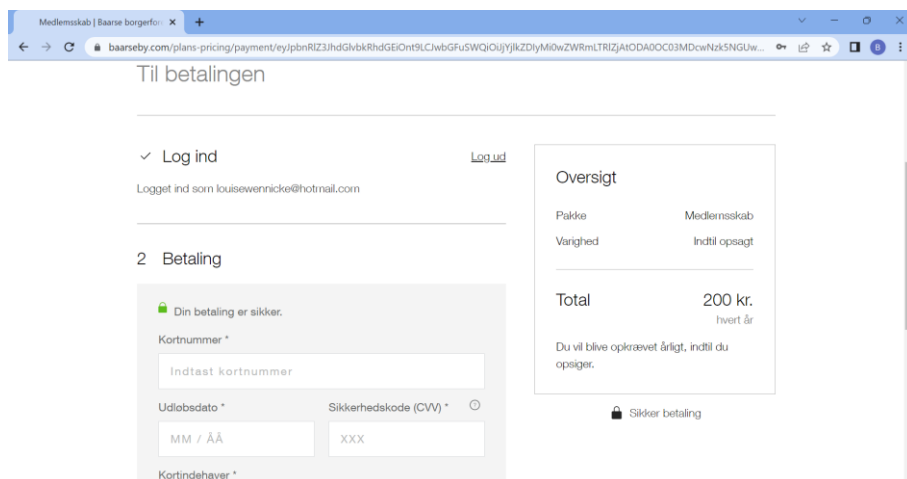 Medlemsskab | Baarse borgerfor
baarseby.com/plans-pricing/payment/
Til betalingen
Log ind
Log ud
Logget ind som louisewennicke@hotmail.com
2 Betaling
Din betaling er sikker.
Kortnummer *
Indtast kortnummer
Udløbsdato *
Sikkerhedskode (CVV) *
MM / ÅÅ
XXX
Kortindehaver *
Oversigt
Pakke Medlemsskab
Varighed Indtil opsagt
Total 200 kr.
hvert år
Du vil blive opkrævet årligt, indtil du
opsiger.
Sikker betaling
B